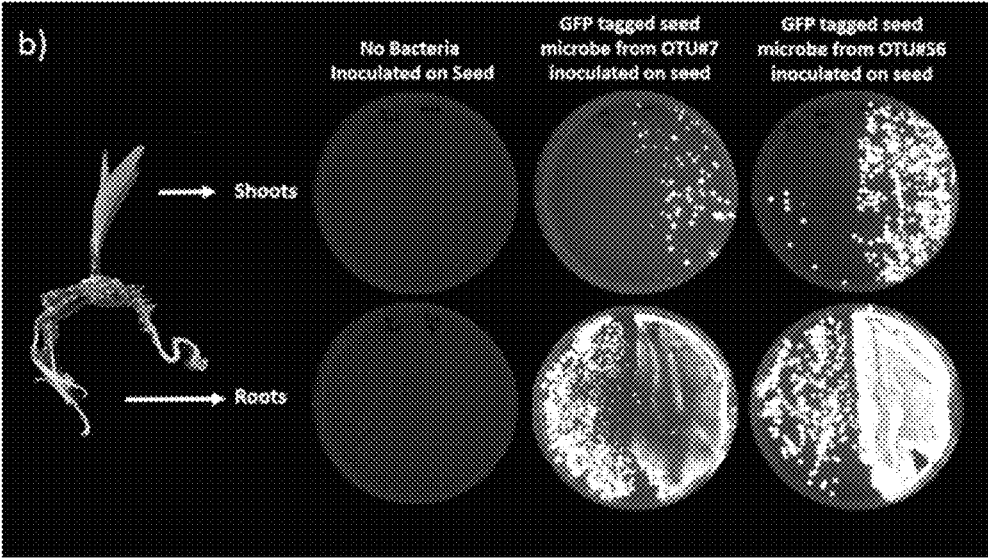 b)
No Bacteria
Inoculated on Seed
GFP tagged seed
microbe from OTU#7
inoculated on seed
GFP tagged seed
microbe from OTU#56
inoculated on seed
Shoots
Roots